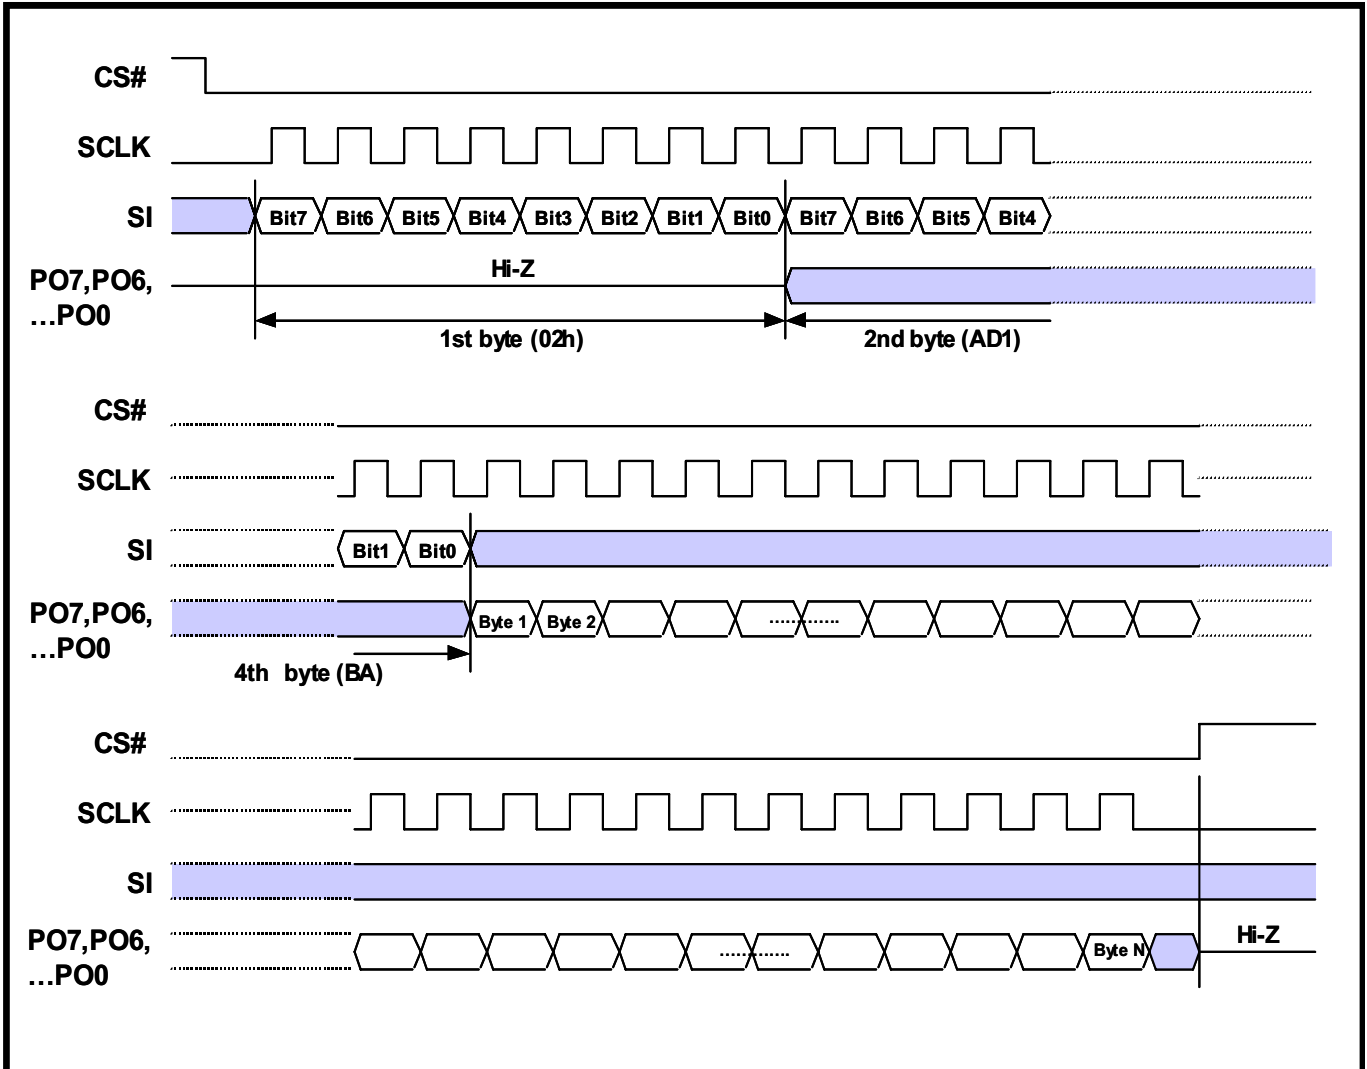 CS#
SCLK
SI Bit7 Bit6 Bit5 Bit4 Bit3 Bit2 Bit1 Bit0 Bit7 Bit6 Bit5 Bit4
PO7,PO6, Hi-Z
...PO0
1st byte (02h) 2nd byte (AD1)
CS#
SCLK
SI Bit1 Bit0
PO7,PO6, Byte 1 Byte 2 ..............
...PO0
4th byte (BA)
CS#
SCLK
SI
PO7,PO6, Hi-Z
.............. Byte N
...PO0